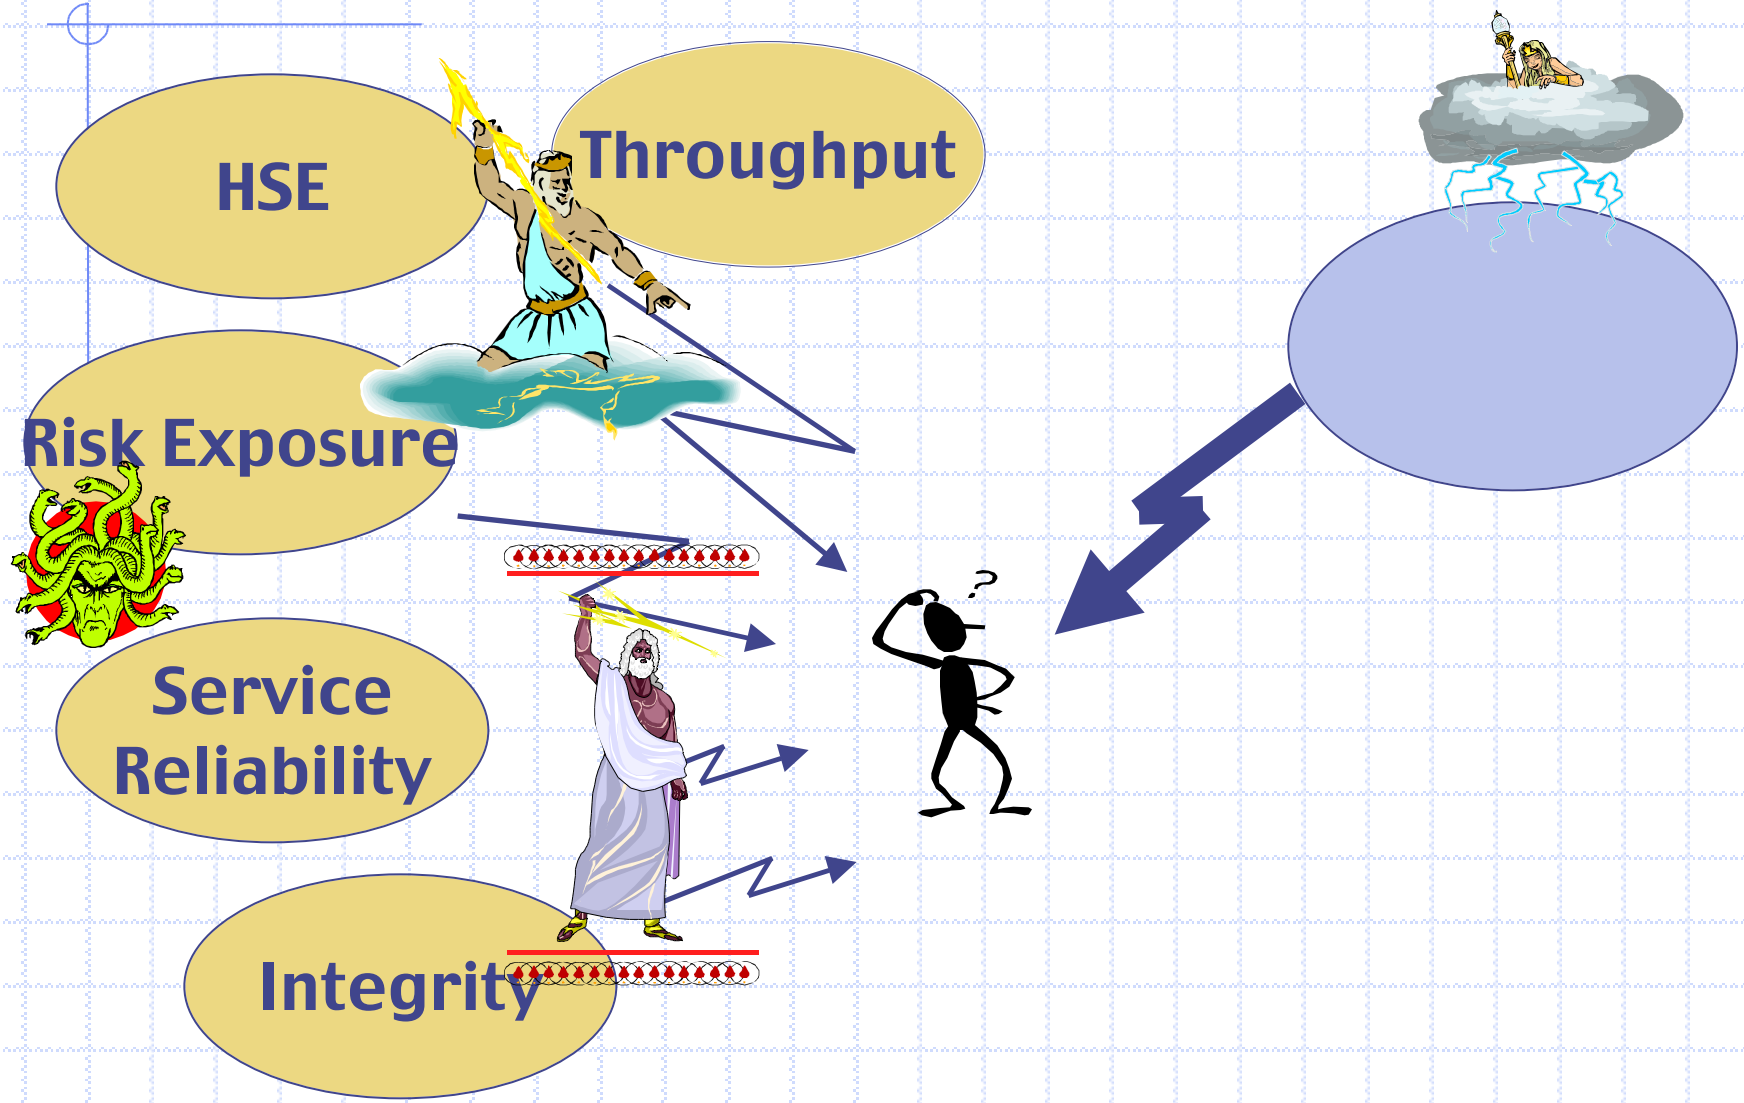 HSE
Throughput
Risk Exposure
?
Service
Reliability
Integrity